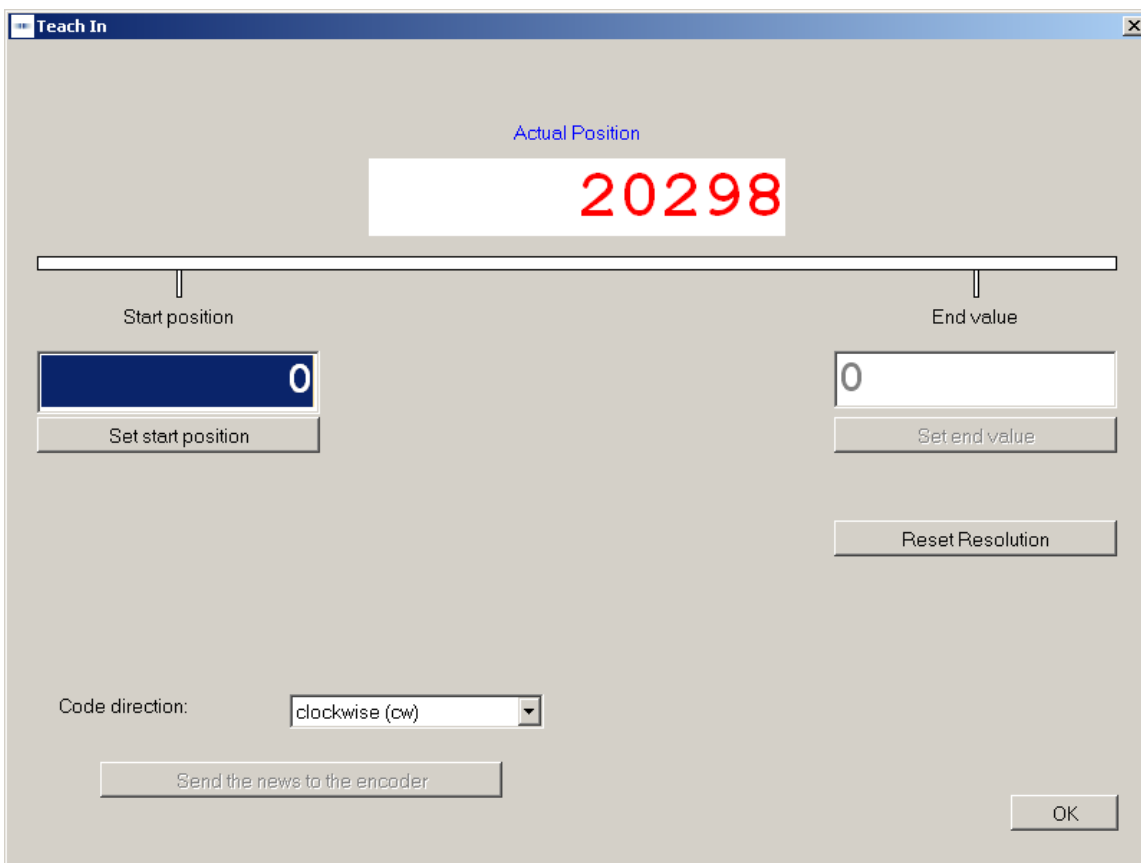 Teach In
Actual Position
20298
Start position
End value
0
0
Set start position
Set end value
Reset Resolution
Code direction:
clockwise (cw)
Send the news to the encoder
OK